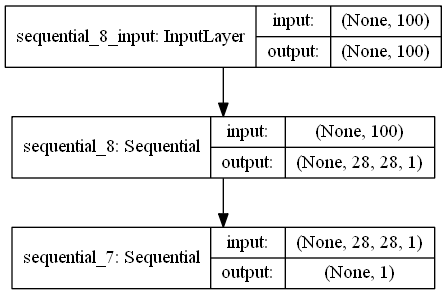 sequential_8_input: InputLayer
input: (None, 100)
output: (None, 100)
sequential_8: Sequential
input: (None, 100)
output: (None, 28, 28, 1)
sequential_7: Sequential
input: (None, 28, 28, 1)
output: (None, 1)